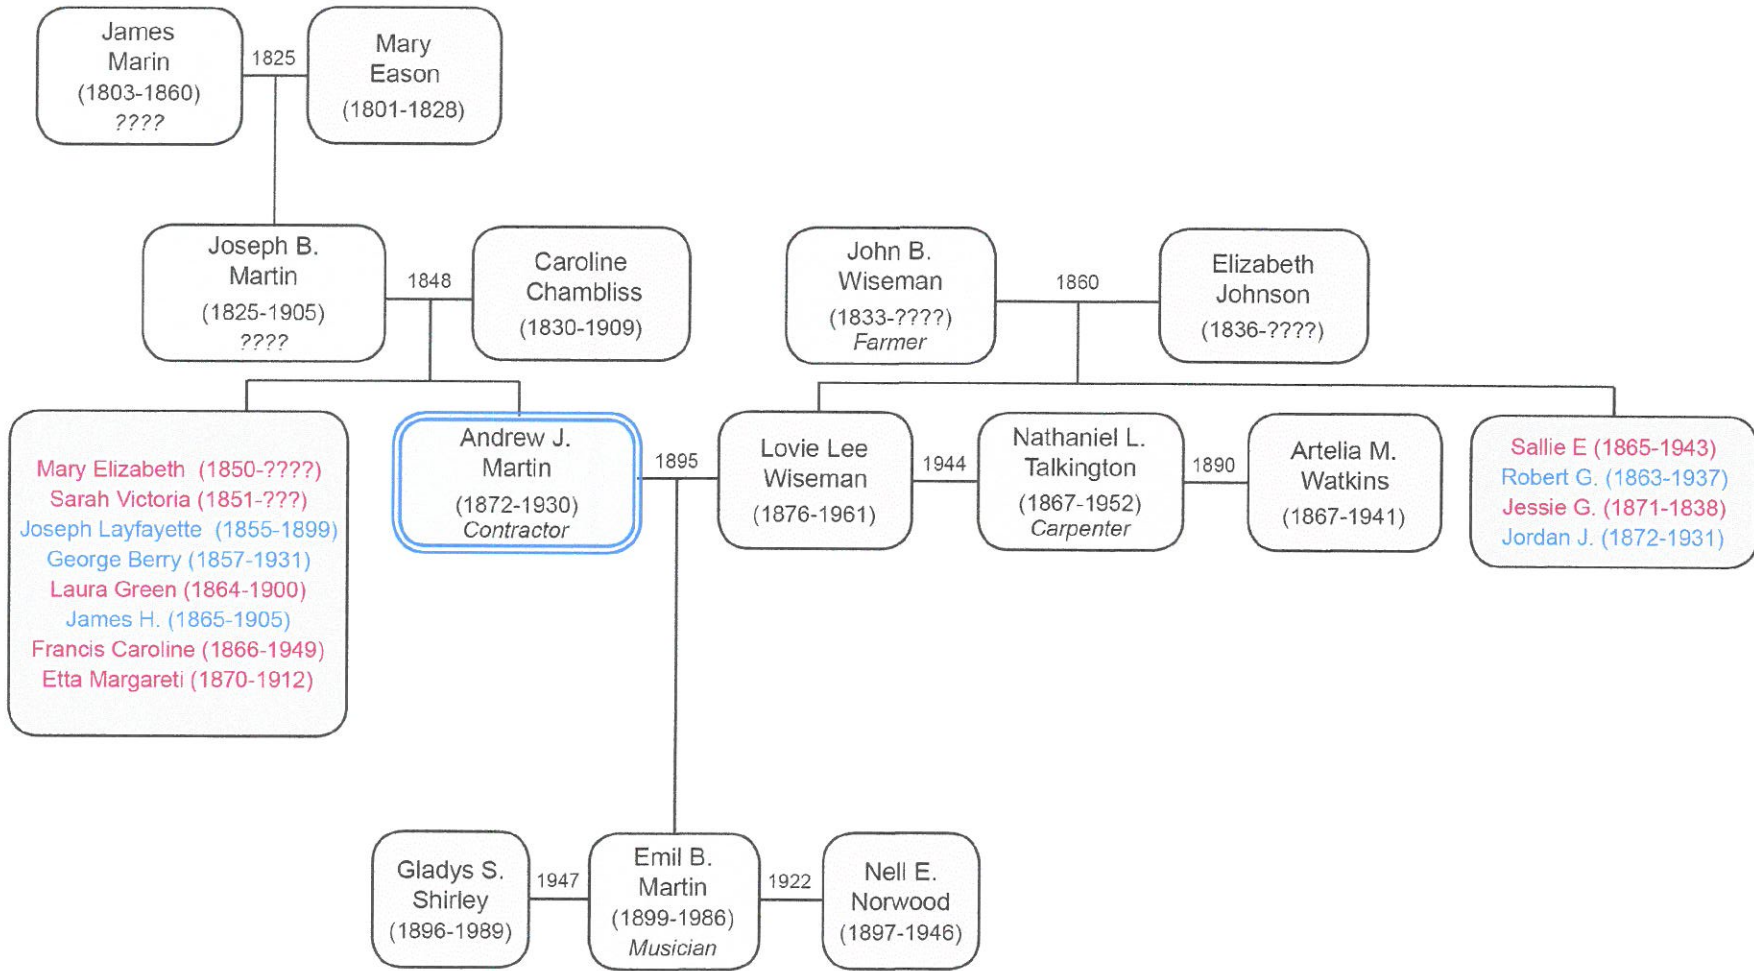 James
Marin
(1803-1860)
????
1825
Mary
Eason
(1801-1828)
Joseph B.
Martin
(1825-1905)
????
1848
Caroline
Chambliss
(1830-1909)
John B.
Wiseman
(1833-????)
Farmer
1860
Elizabeth
Johnson
(1836-????)
Mary Elizabeth (1850-????)
Sarah Victoria (1851-???)
Joseph Layfayette (1855-1899)
George Berry (1857-1931)
Laura Green (1864-1900)
James H. (1865-1905)
Francis Caroline (1866-1949)
Etta Margareti (1870-1912)
Andrew J.
Martin
(1872-1930)
Contractor
1895
Lovie Lee
Wiseman
(1876-1961)
1944
Nathaniel L.
Talkington
(1867-1952)
Carpenter
1890
Artelia M.
Watkins
(1867-1941)
Sallie E (1865-1943)
Robert G. (1863-1937)
Jessie G. (1871-1838)
Jordan J. (1872-1931)
Gladys S.
Shirley
(1896-1989)
1947
Emil B.
Martin
(1899-1986)
Musician
1922
Nell E.
Norwood
(1897-1946)